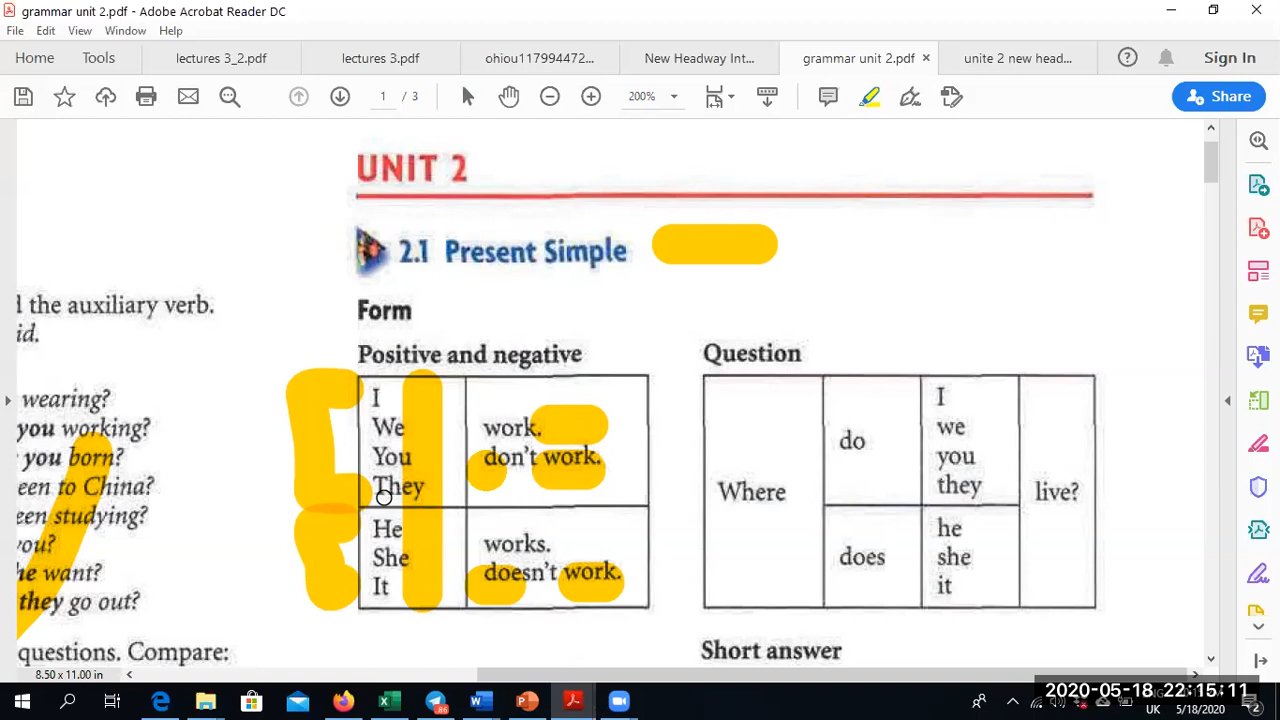 grammar unit 2.pdf - Adobe Acrobat Reader DC
File Edit View Window Help
Home Tools lectures 3_2.pdf lectures 3.pdf ohioi117994472... New Headway Int... grammar unit 2.pdf × unite 2 new head... Sign In
1 / 3 200% Share
UNIT 2
2.1 Present Simple
the auxiliary verb.
id.
Form
Positive and negative
I
We
You
They
work.
don't work.
He
She
It
works.
doesn't work.
Question
Where
do
I
we
you
they
does
he
she
it
live?
wearing?
you working?
you born?
een to China?
een studying?
you?
he want?
they go out?
questions. Compare:
Short answer
8.50 x 11.00 in
86
2020-05-18 22:15:11
UK 5/18/2020 2